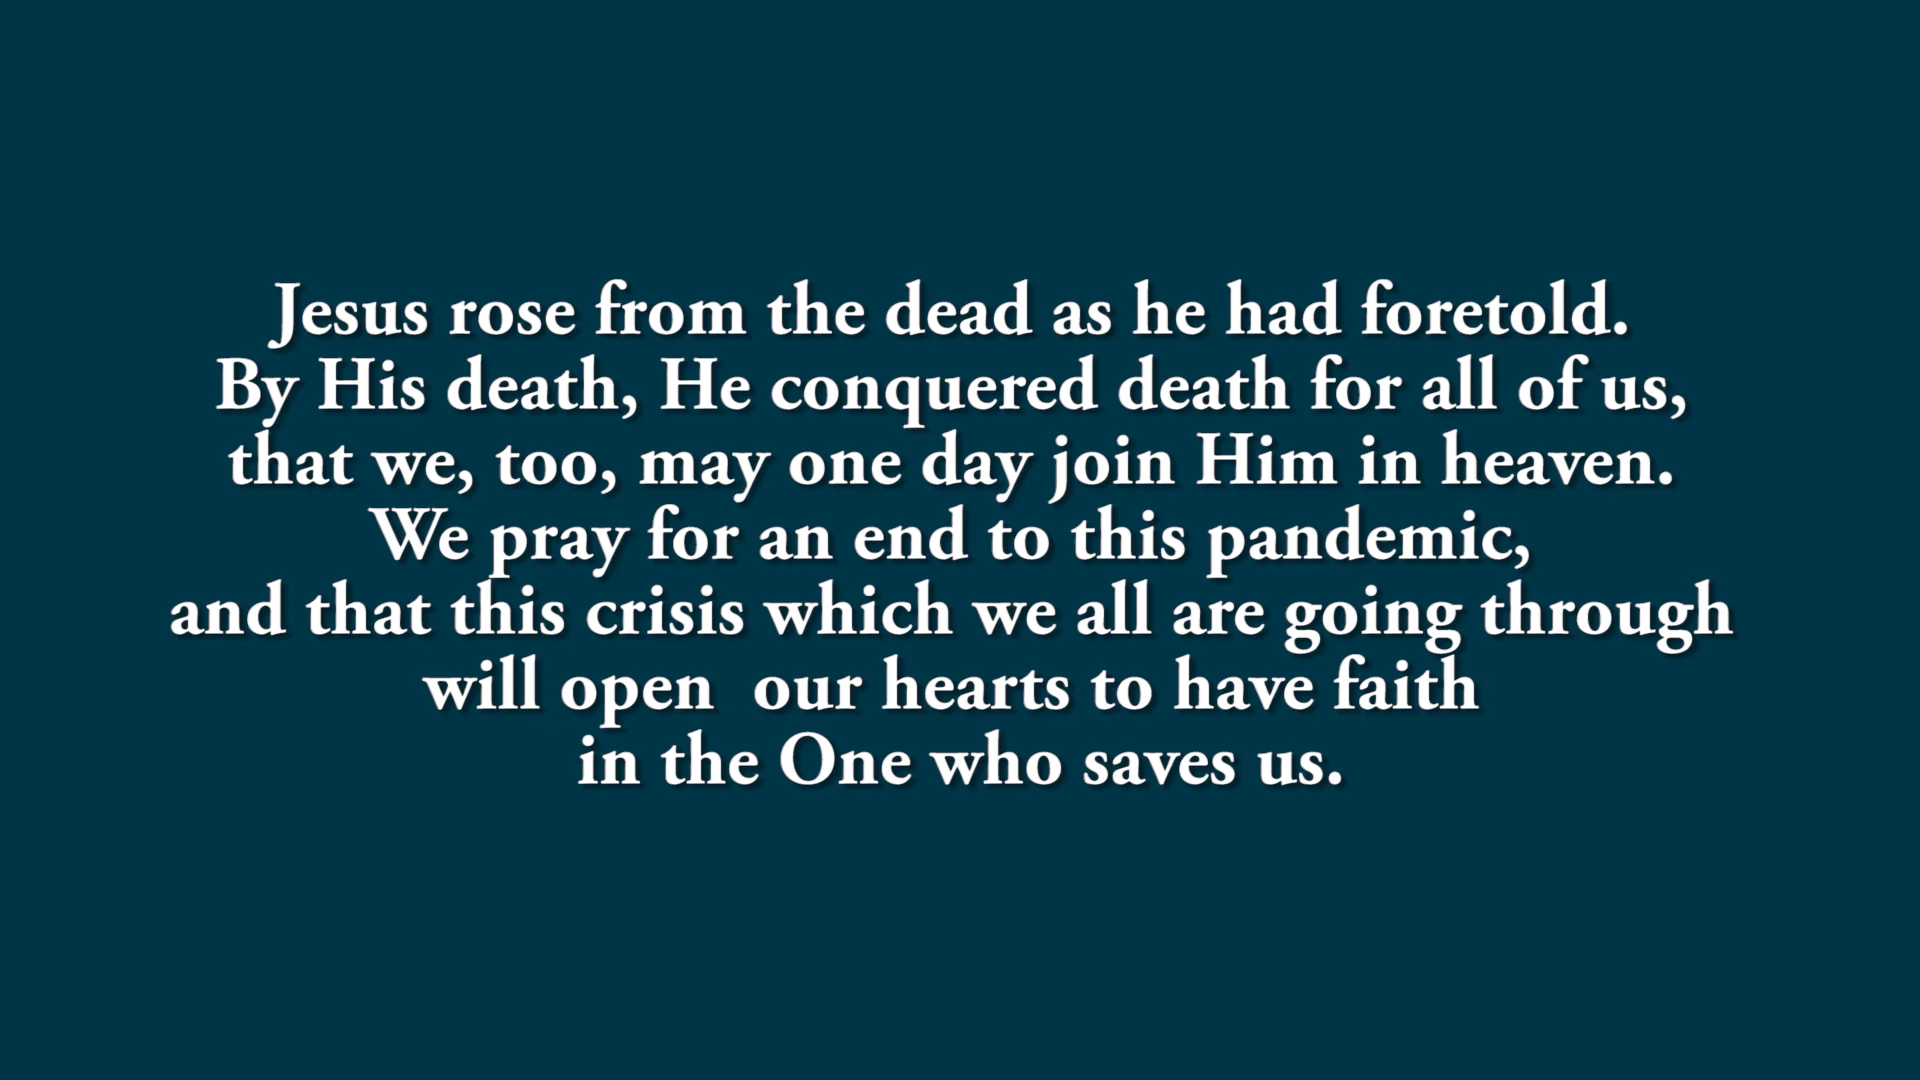 Jesus rose from the dead as he had foretold.
By His death, He conquered death for all of us,
that we, too, may one day join Him in heaven.
We pray for an end to this pandemic,
and that this crisis which we all are going through
will open  our hearts to have faith
in the One who saves us.